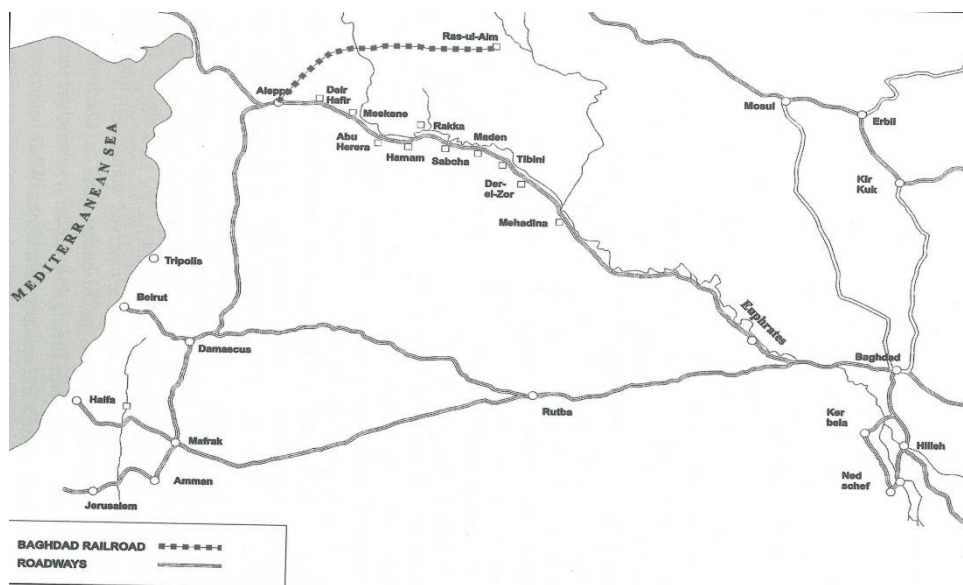 Ras-ul-Aim
Aleppo
Deir
Hafir
Meskene
Mosul
Erbil
Rakka
Abu
Herera
Hamam
Sabcha
Maden
Tibini
Der-
el-Zor
Kir
Kuk
Mehadina
MEDITERRANEAN SEA
Tripolis
Beirut
Euphrates
Damascus
Baghdad
Haifa
Rutba
Ker
bela
Mafrak
Hilleh
Amman
Ned
schef
Jerusalem
BAGHDAD RAILROAD
ROADWAYS